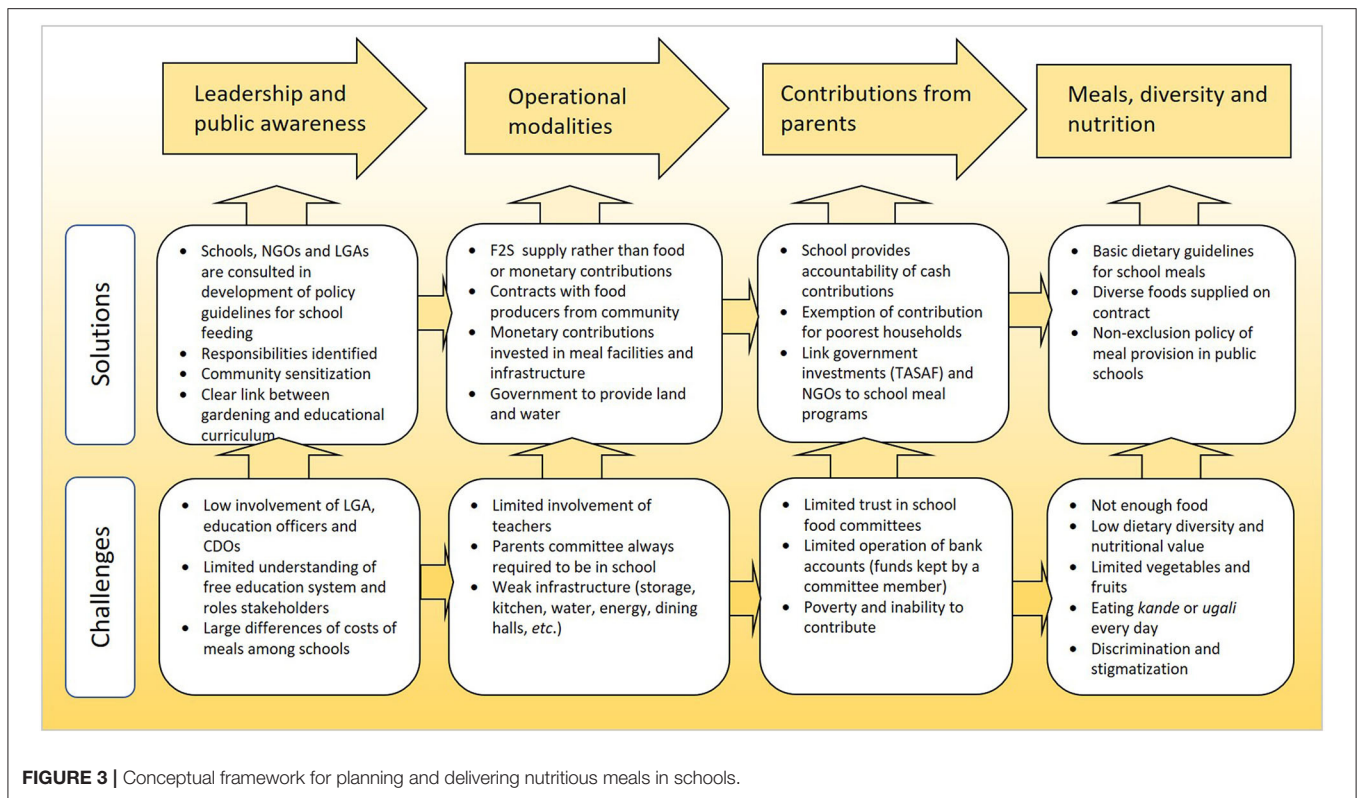 Leadership and
public awareness
Operational
modalities
Contributions from
parents
Meals, diversity and
nutrition
Solutions
• Schools, NGOs and LGAs
are consulted in
development of policy
guidelines for school
feeding
• Responsibilities identified
• Community sensitization
• Clear link between
gardening and educational
curriculum
• F2S supply rather than food
or monetary contributions
• Contracts with food
producers from community
• Monetary contributions
invested in meal facilities and
infrastructure
• Government to provide land
and water
• School provides
accountability of cash
contributions
• Exemption of contribution
for poorest households
• Link government
investments (TASAF) and
NGOs to school meal
programs
• Basic dietary guidelines
for school meals
• Diverse foods supplied on
contract
• Non-exclusion policy of
meal provision in public
schools
Challenges
• Low involvement of LGA,
education officers and
CDOs
• Limited understanding of
free education system and
roles stakeholders
• Large differences of costs of
meals among schools
• Limited involvement of
teachers
• Parents committee always
required to be in school
• Weak infrastructure (storage,
kitchen, water, energy, dining
halls, etc.)
• Limited trust in school
food committees
• Limited operation of bank
accounts (funds kept by a
committee member)
• Poverty and inability to
contribute
• Not enough food
• Low dietary diversity and
nutritional value
• Limited vegetables and
fruits
• Eating kande or ugali
every day
• Discrimination and
stigmatization
FIGURE 3 | Conceptual framework for planning and delivering nutritious meals in schools.